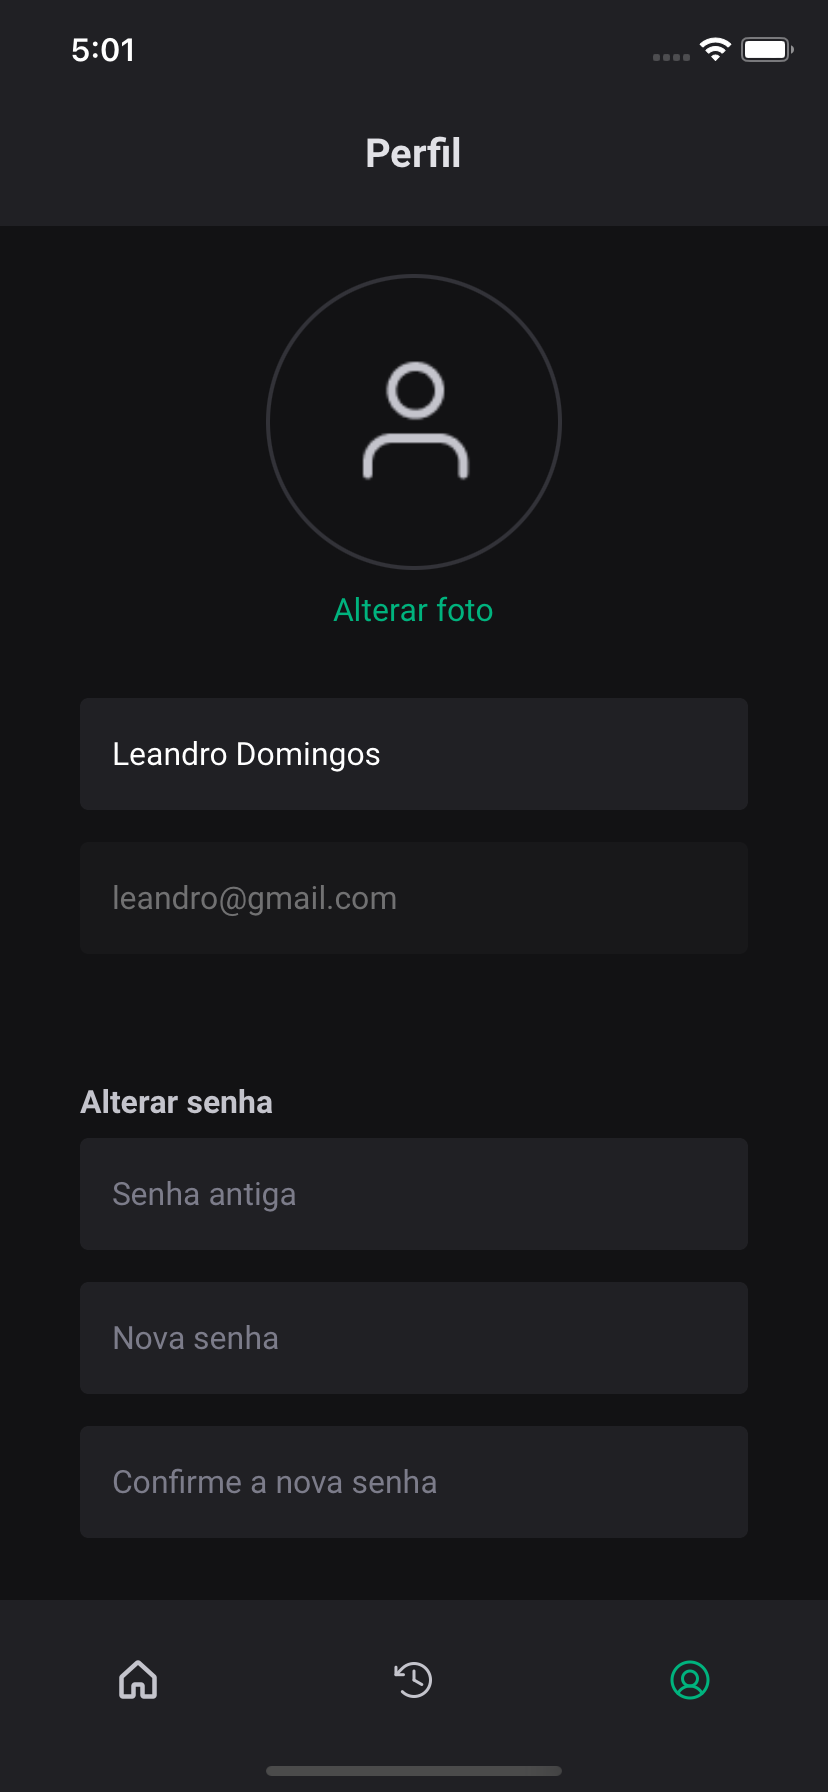 5:01
Perfil
Alterar foto
Leandro Domingos
leandro@gmail.com
Alterar senha
Senha antiga
Nova senha
Confirme a nova senha